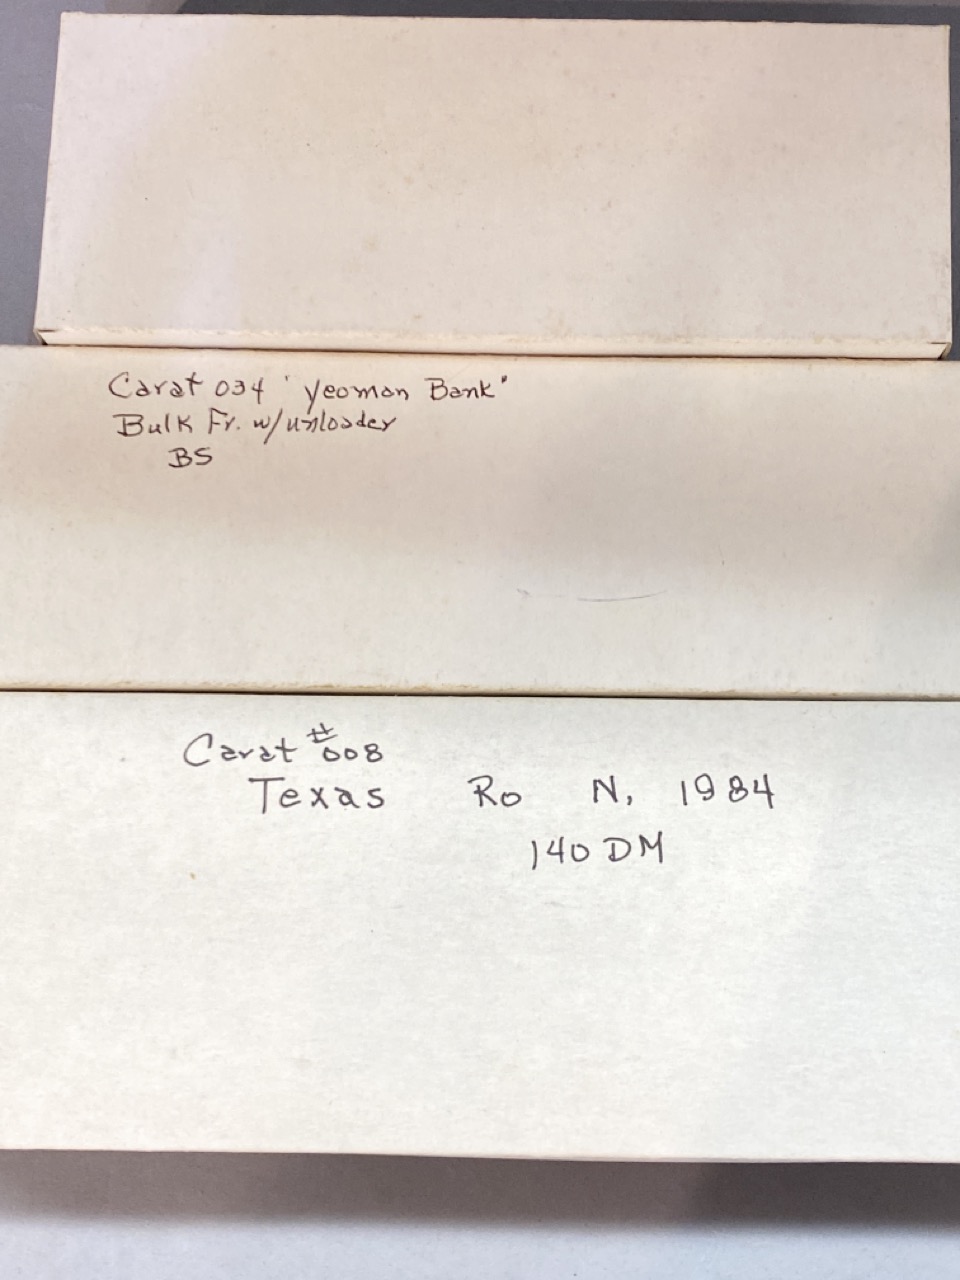 Carat 034 "Yeoman Bank"
Bulk Fr. w/unloader
BS
Carat #008
Texas Ro N, 1984
140 DM